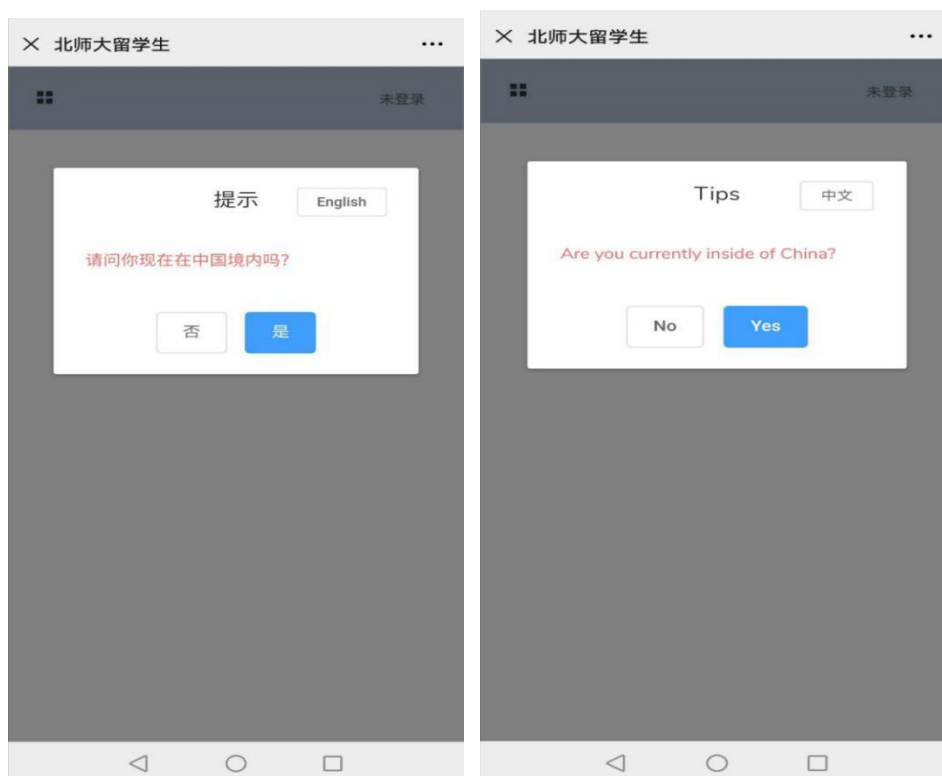 北师大留学生
未登录
提示
English
请问你现在在中国境内吗?
否
是
北师大留学生
未登录
Tips
中文
Are you currently inside of China?
No
Yes